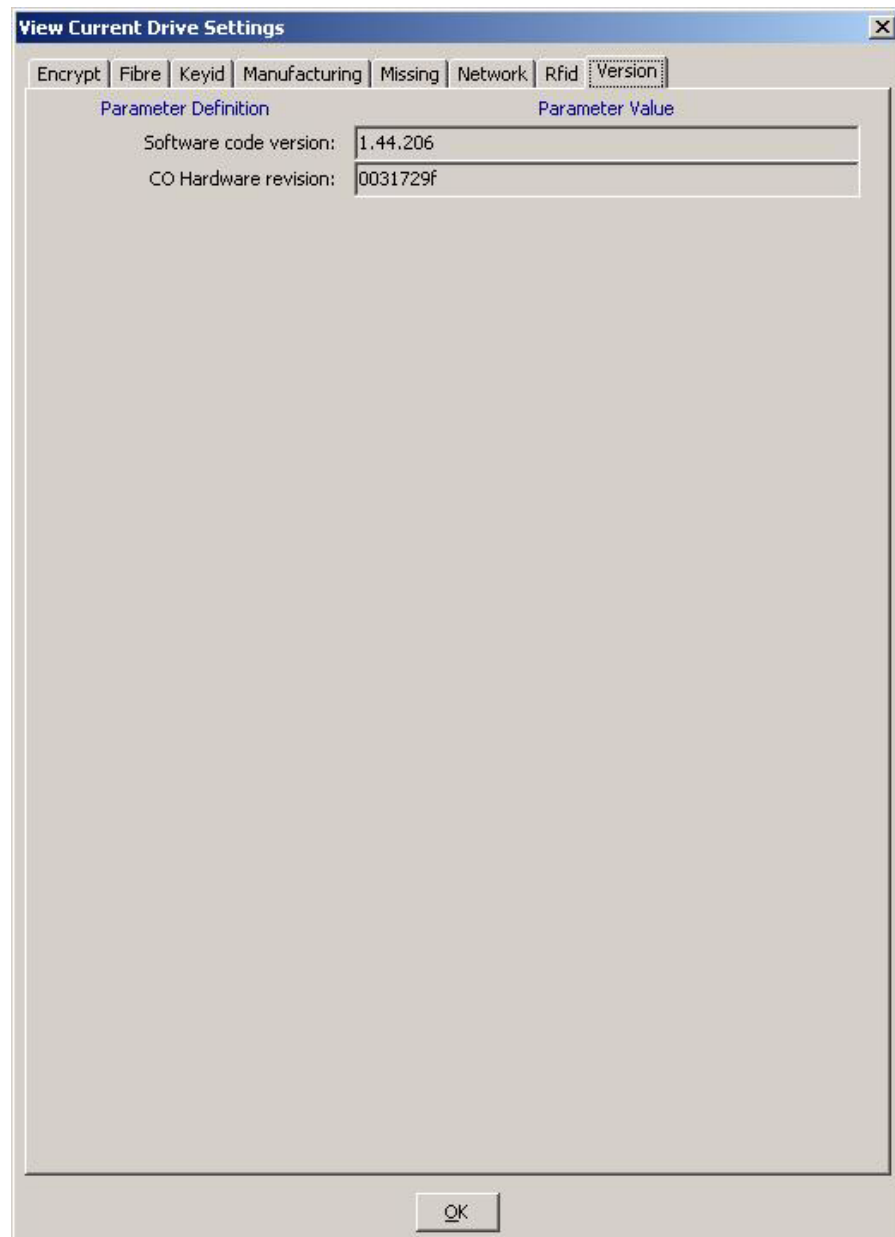 View Current Drive Settings
Encrypt Fibre Keyid Manufacturing Missing Network Rfid Version
Parameter Definition Parameter Value
Software code version: 1.44.206
CO Hardware revision: 0031729f
OK